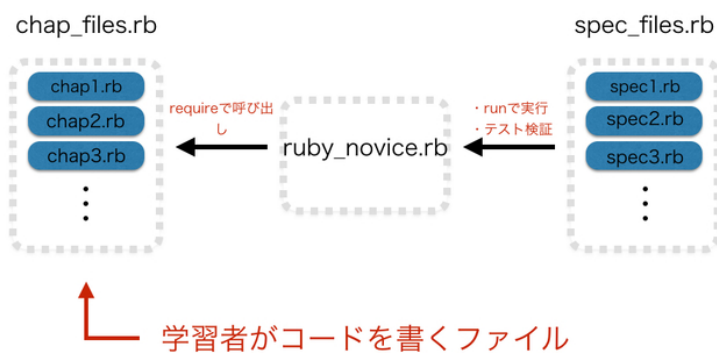 chap_files.rb
chap1.rb
chap2.rb
chap3.rb
requireで呼び出
し
ruby_novice.rb
・runで実行
・テスト検証
spec_files.rb
spec1.rb
spec2.rb
spec3.rb
学習者がコードを書くファイル